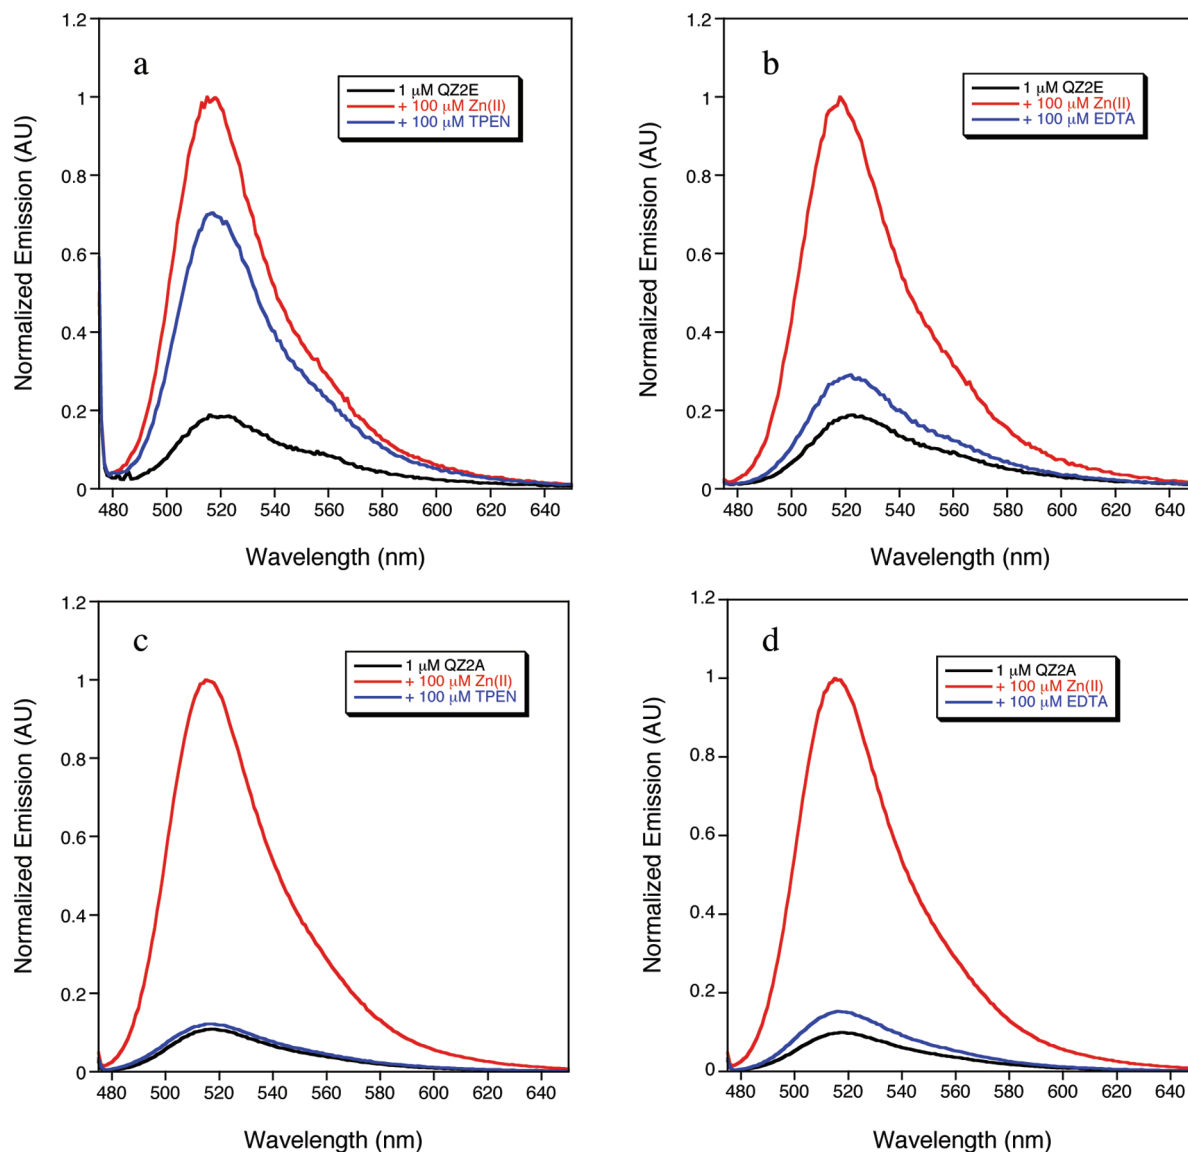 a
1 μM QZ2E
+ 100 μM Zn(II)
+ 100 μM TPEN
Normalized Emission (AU)
1.2
1
0.8
0.6
0.4
0.2
0
480 500 520 540 560 580 600 620 640
Wavelength (nm)
b
1 μM QZ2E
+ 100 μM Zn(II)
+ 100 μM EDTA
Normalized Emission (AU)
1.2
1
0.8
0.6
0.4
0.2
0
480 500 520 540 560 580 600 620 640
Wavelength (nm)
c
1 μM QZ2A
+ 100 μM Zn(II)
+ 100 μM TPEN
Normalized Emission (AU)
1.2
1
0.8
0.6
0.4
0.2
0
480 500 520 540 560 580 600 620 640
Wavelength (nm)
d
1 μM QZ2A
+ 100 μM Zn(II)
+ 100 μM EDTA
Normalized Emission (AU)
1.2
1
0.8
0.6
0.4
0.2
0
480 500 520 540 560 580 600 620 640
Wavelength (nm)